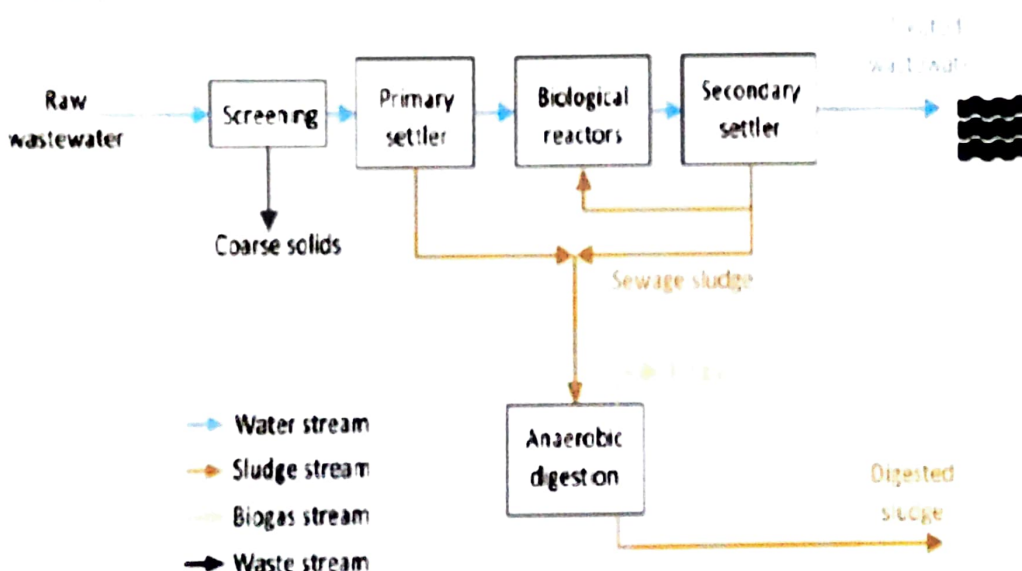 Raw
wastewater
Screening
Primary
settler
Biological
reactors
Secondary
settler
Coarse solids
Sewage sludge
Anaerobic
digestion
Digested
sludge
Water stream
Sludge stream
Biogas stream
Waste stream